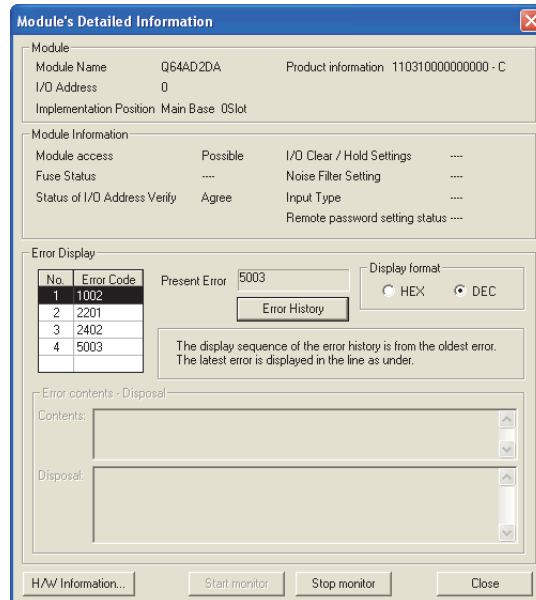 Module's Detailed Information
Module
Module Name Q64AD2DA Product information 110310000000000 - C
I/O Address 0
Implementation Position Main Base 0Slot
Module Information
Module access Possible I/O Clear / Hold Settings ----
Fuse Status ---- Noise Filter Setting ----
Status of I/O Address Verify Agree Input Type ----
Remote password setting status ----
Error Display
No. Error Code
1 1002
2 2201
3 2402
4 5003
Present Error 5003
Error History
Display format
HEX DEC
The display sequence of the error history is from the oldest error.
The latest error is displayed in the line as under.
Error contents - Disposal
Contents:
Disposal:
H/W Information... Start monitor Stop monitor Close